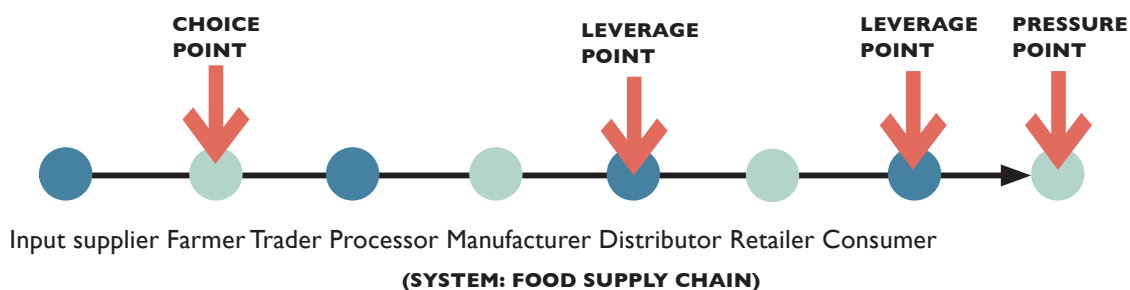 CHOICE
POINT
LEVERAGE
POINT
LEVERAGE
POINT
PRESSURE
POINT
Input supplier Farmer Trader Processor Manufacturer Distributor Retailer Consumer
(SYSTEM: FOOD SUPPLY CHAIN)